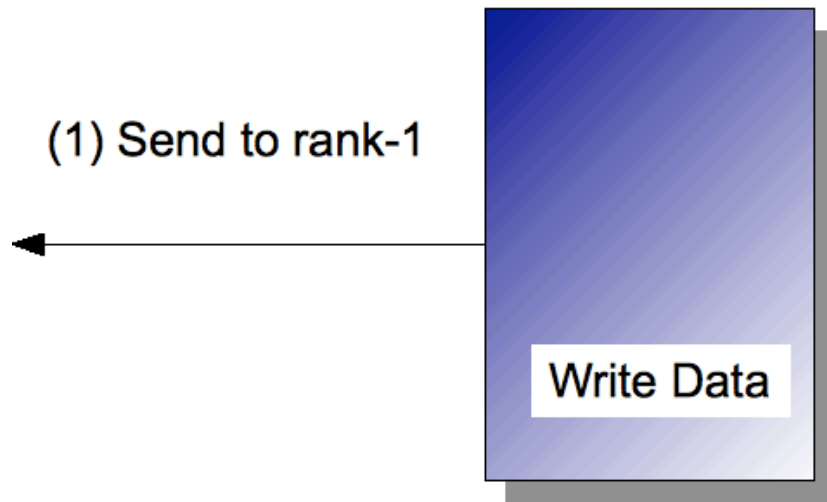 (1) Send to rank-1
Write Data